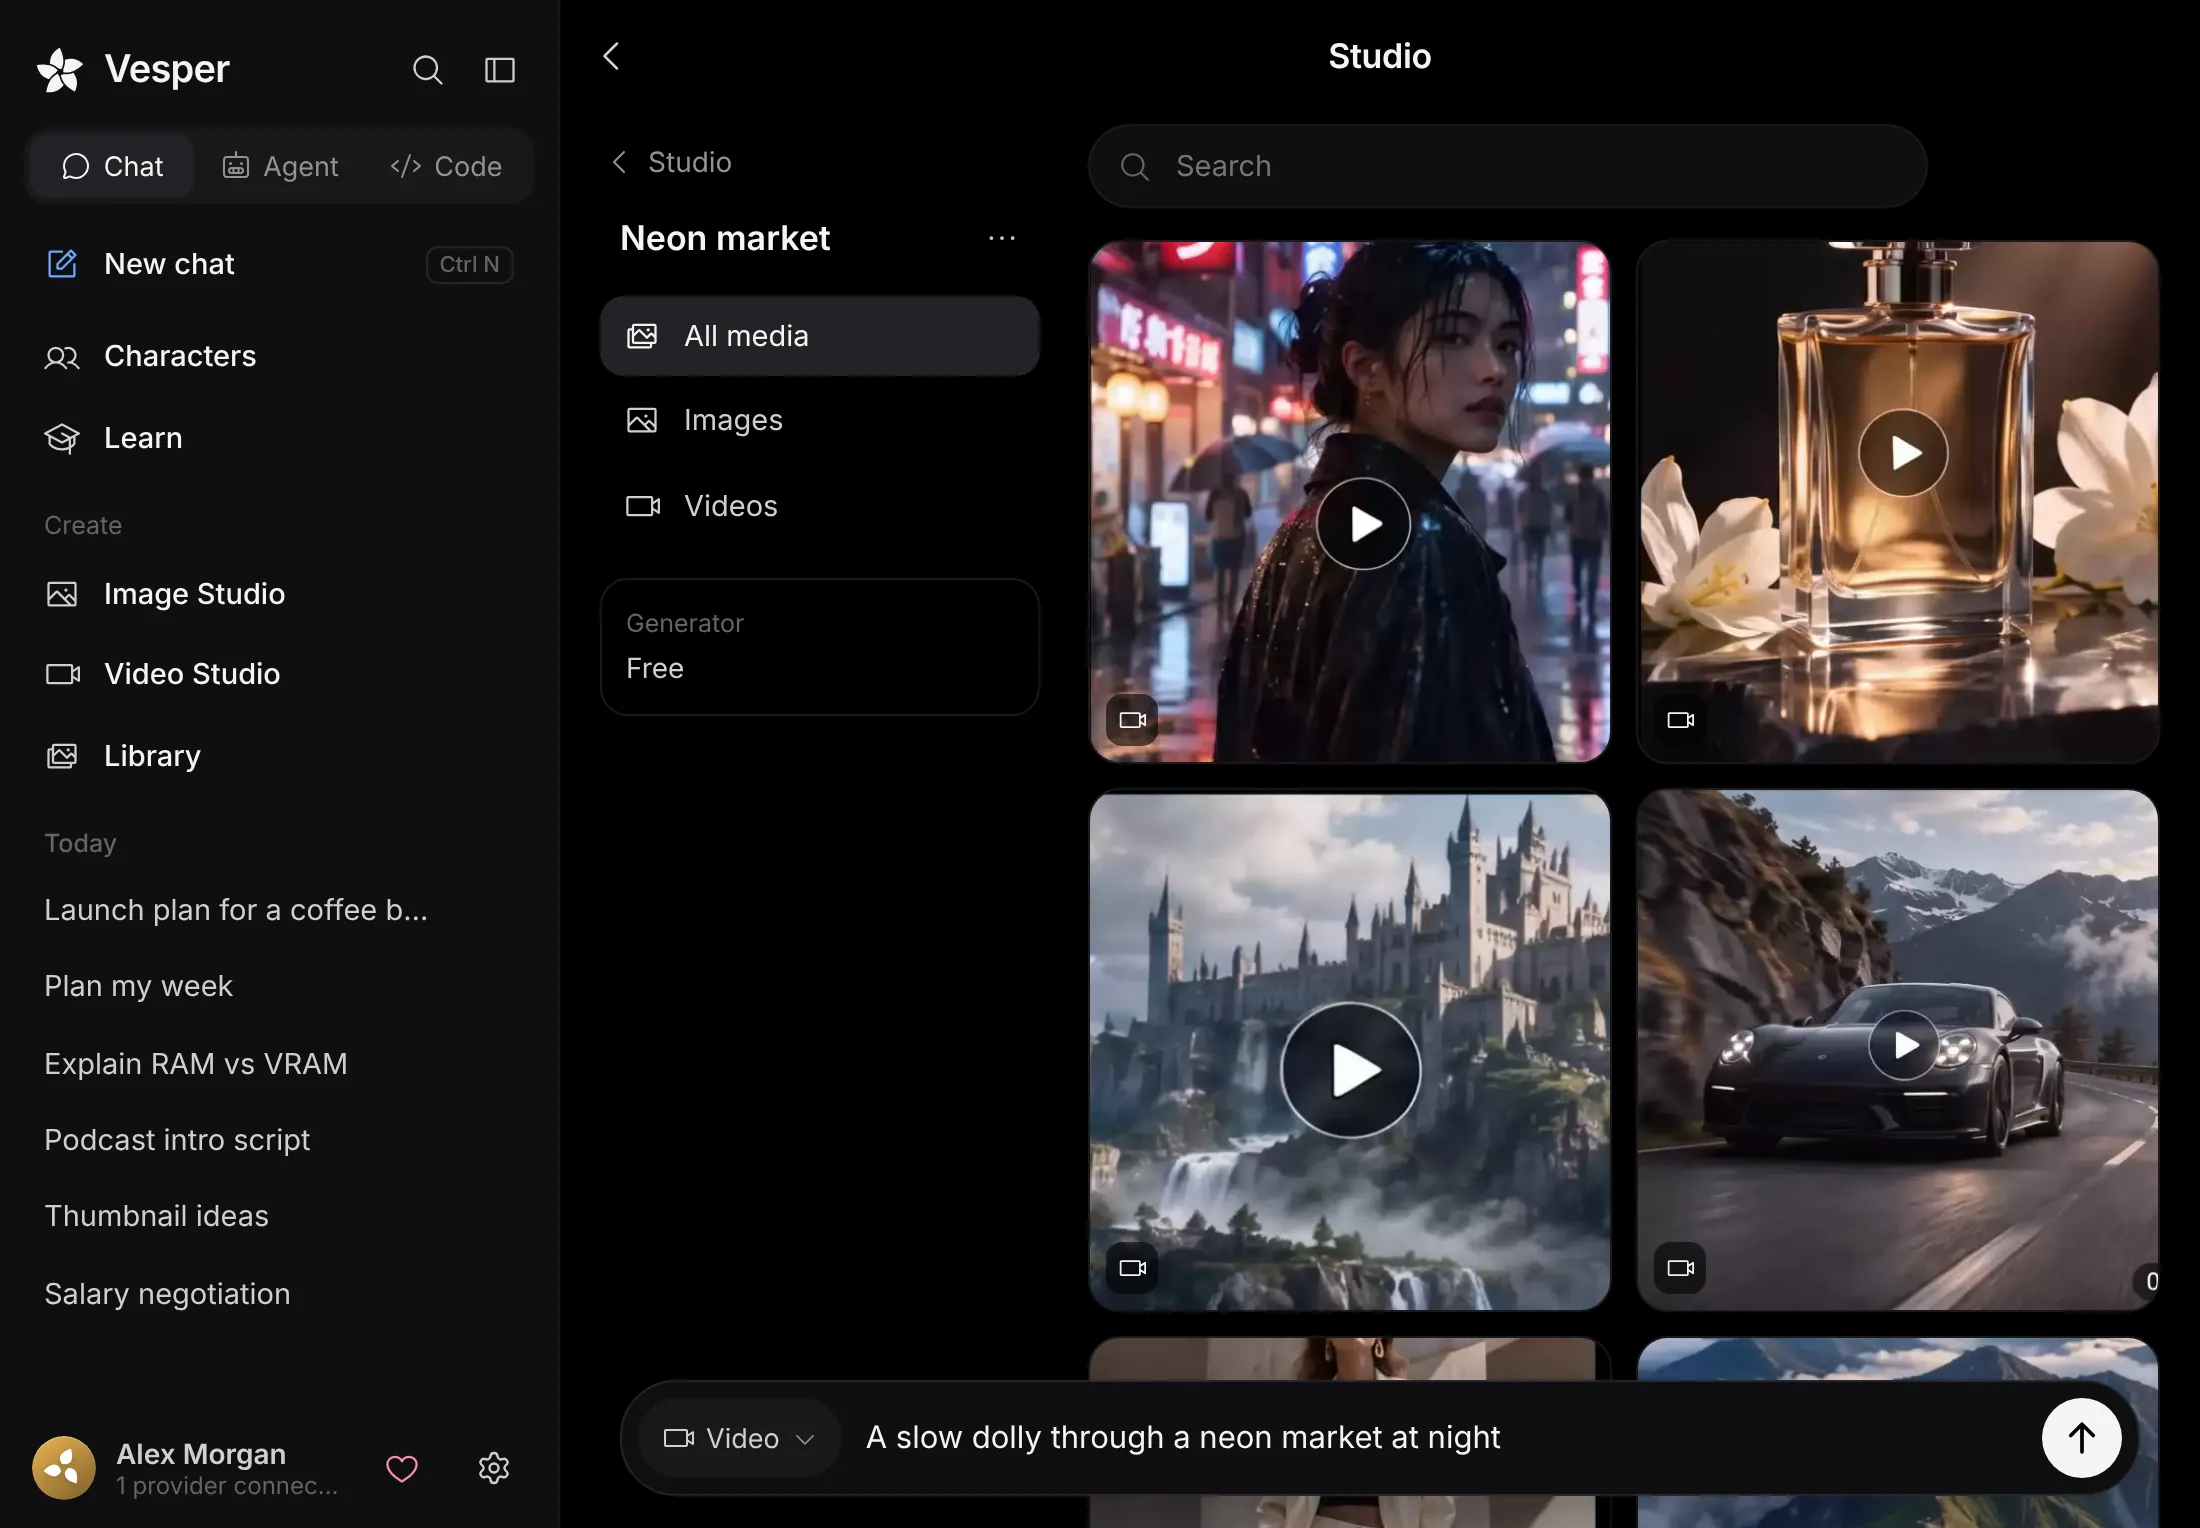 Vesper
Chat
Agent
Code
New chat
Ctrl N
Characters
Learn
Create
Image Studio
Video Studio
Library
Today
Launch plan for a coffee b...
Plan my week
Explain RAM vs VRAM
Podcast intro script
Thumbnail ideas
Salary negotiation
Alex Morgan
1 provider connec...
Studio
Studio
Neon market
All media
Images
Videos
Generator
Free
Search
0
Video
A slow dolly through a neon market at night